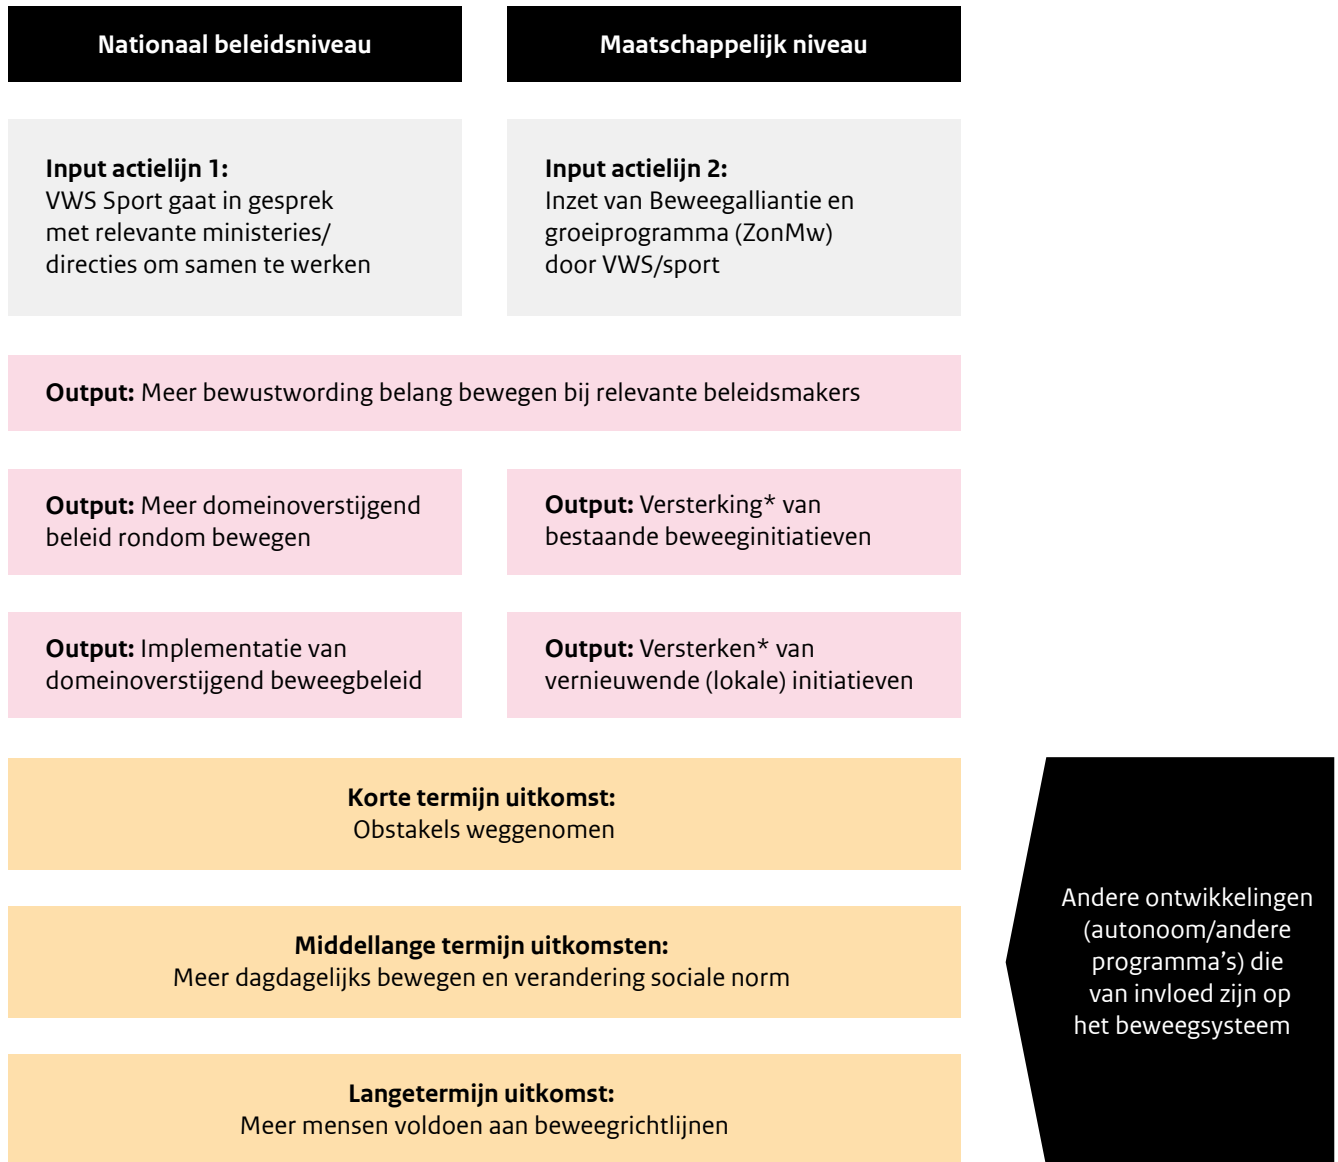 Nationaal beleidsniveau
Maatschappelijk niveau
Input actielijn 1:
VWS Sport gaat in gesprek
met relevante ministeries/
directies om samen te werken
Input actielijn 2:
Inzet van Beweegalliantie en
groeiprogramma (ZonMw)
door VWS/sport
Output: Meer bewustwording belang bewegen bij relevante beleidsmakers
Output: Meer domeinoverstijgend
beleid rondom bewegen
Output: Versterking* van
bestaande beweeginitiatieven
Output: Implementatie van
domeinoverstijgend beweegbeleid
Output: Versterken* van
vernieuwende (lokale) initiatieven
Korte termijn uitkomst:
Obstakels weggenomen
Middellange termijn uitkomsten:
Meer dagdagelijks bewegen en verandering sociale norm
Langetermijn uitkomst:
Meer mensen voldoen aan beweegrichtlijnen
Andere ontwikkelingen
(autonoom/andere
programma's) die
van invloed zijn op
het beweegsysteem